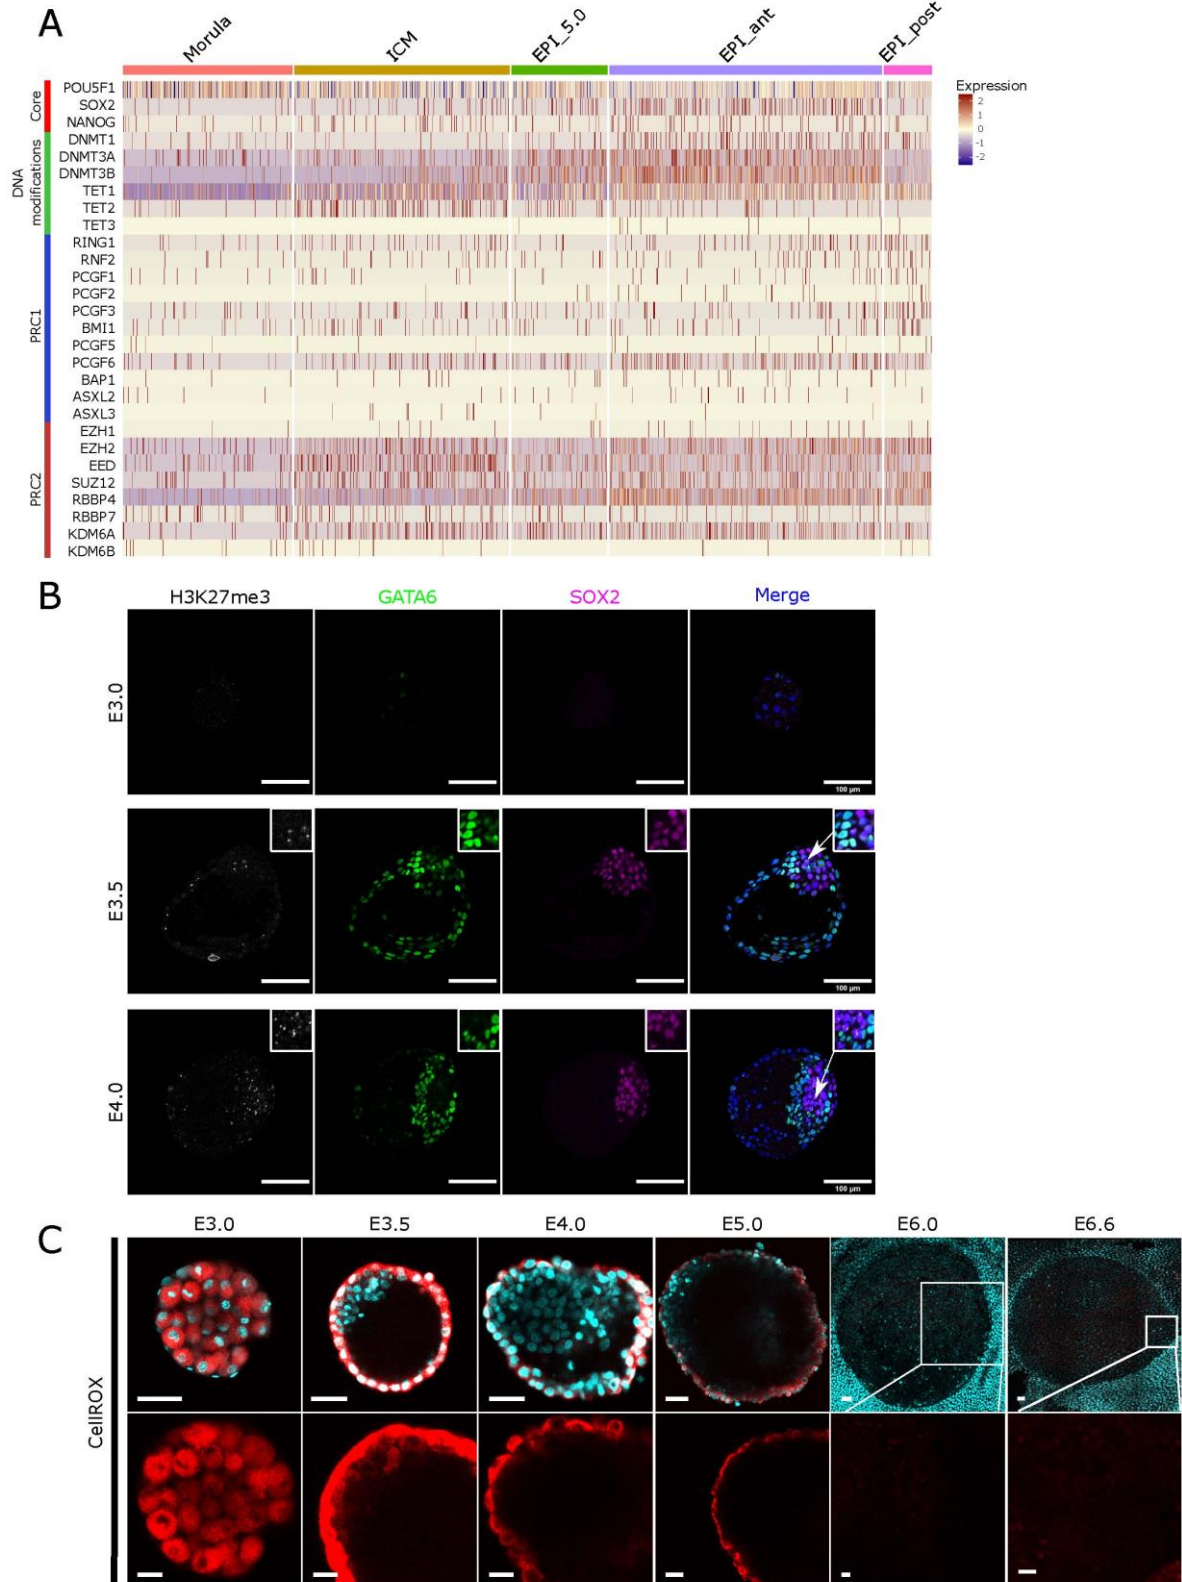 A
Morula
ICM
EPI_5.0
EPI_ant
EPI_post
Core
DNA
modifications
PRC1
PRC2
POU5F1
SOX2
NANOG
DNMT1
DNMT3A
DNMT3B
TET1
TET2
TET3
RING1
RNF2
PCGF1
PCGF2
PCGF3
BMI1
PCGF5
PCGF6
BAP1
ASXL2
ASXL3
EZH1
EZH2
EED
SUZ12
RBBP4
RBBP7
KDM6A
KDM6B
Expression
2
1
0
-1
-2
B
H3K27me3 GATA6 SOX2 Merge
E3.0
100 μm
E3.5
100 μm
E4.0
100 μm
C
E3.0 E3.5 E4.0 E5.0 E6.0 E6.6
CellROX